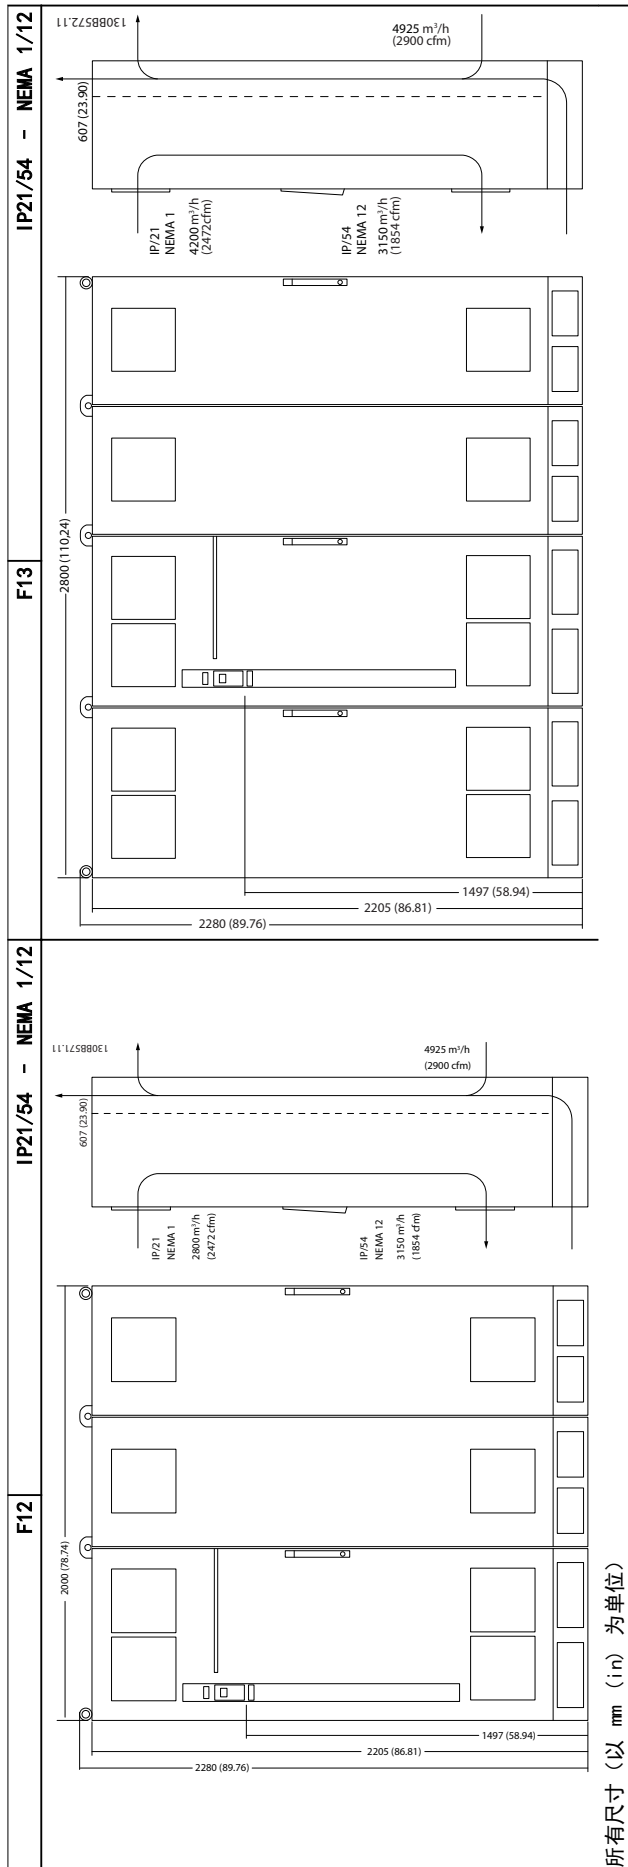 F12
IP21/54 - NEMA 1/12
F13
IP21/54 - NEMA 1/12
130BB571.11
4925 m³/h
(2900 cfm)
607 (23.90)
IP/21
NEMA 1
2800 m³/h
(2472 cfm)
IP/54
NEMA 12
3150 m³/h
(1854 cfm)
2000 (78.74)
1497 (58.94)
2205 (86.81)
2280 (89.76)
130BB572.11
4925 m³/h
(2900 cfm)
607 (23.90)
IP/21
NEMA 1
4200 m³/h
(2472cfm)
IP/54
NEMA 12
3150 m³/h
(1854 cfm)
2800 (110,24)
1497 (58.94)
2205 (86.81)
2280 (89.76)
所有尺寸（以 mm (in) 为单位）